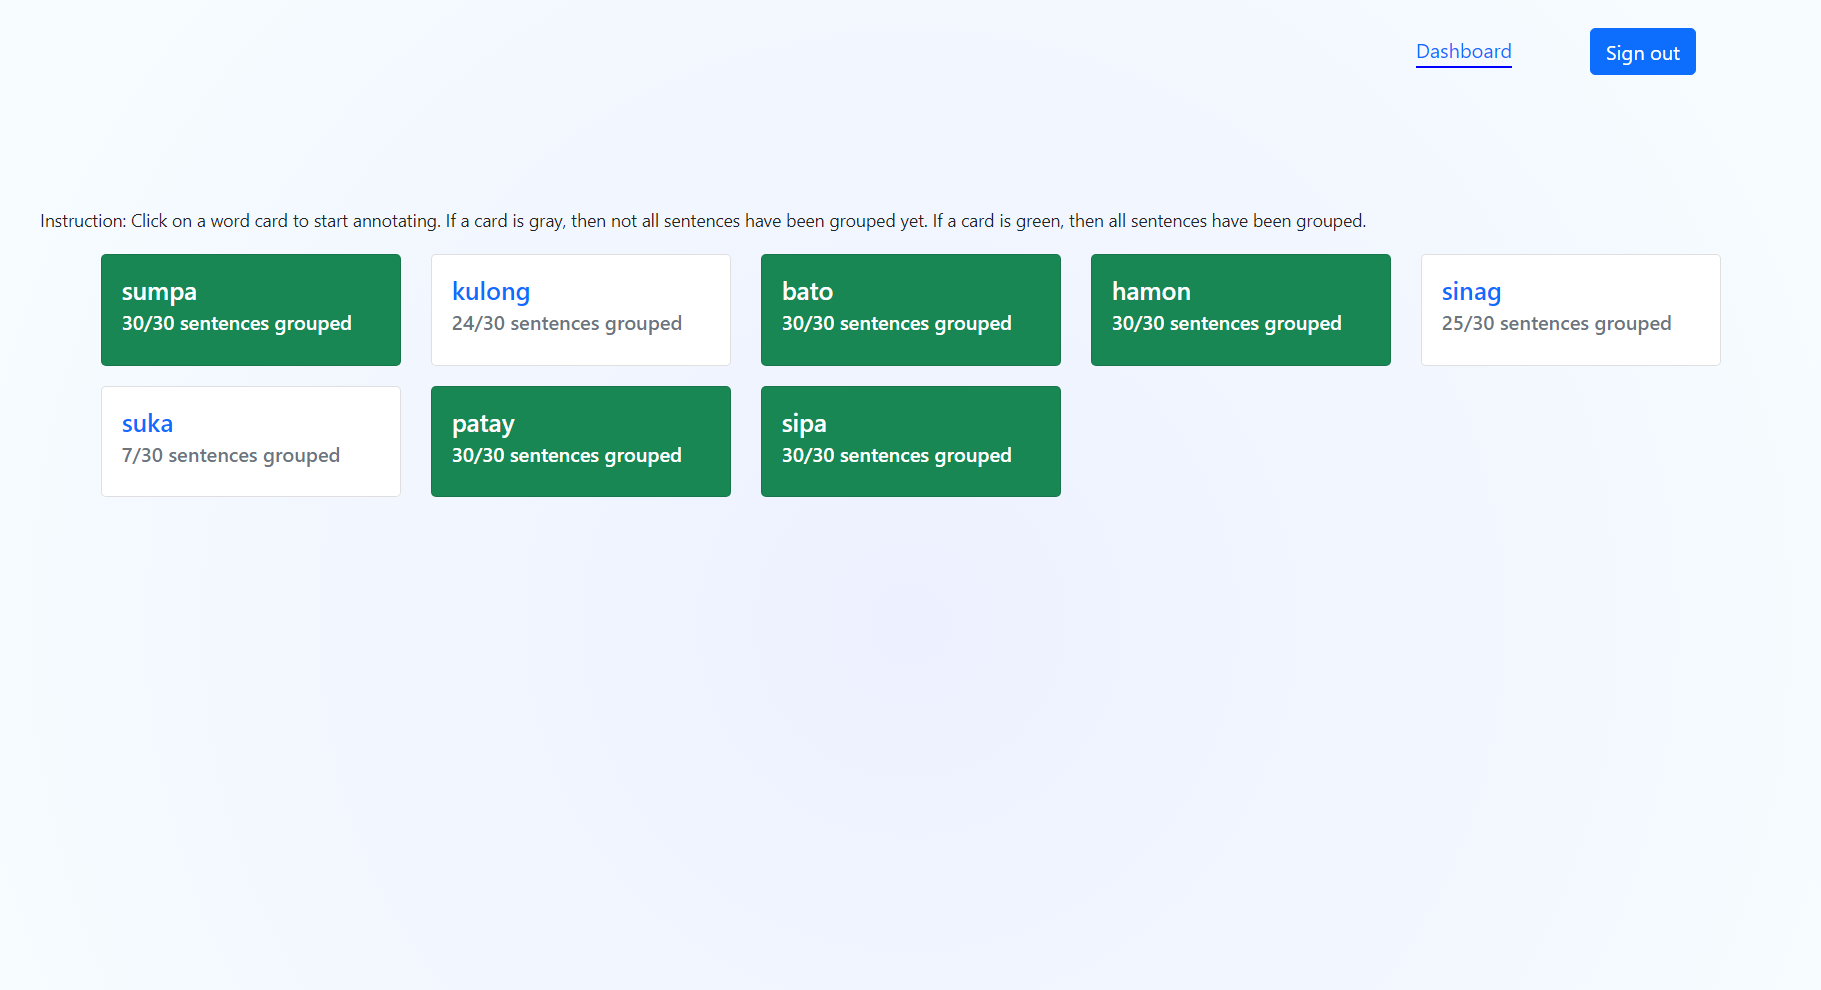 Dashboard
Sign out
Instruction: Click on a word card to start annotating. If a card is gray, then not all sentences have been grouped yet. If a card is green, then all sentences have been grouped.
sumpa
30/30 sentences grouped
kulong
24/30 sentences grouped
bato
30/30 sentences grouped
hamon
30/30 sentences grouped
sinag
25/30 sentences grouped
suka
7/30 sentences grouped
patay
30/30 sentences grouped
sipa
30/30 sentences grouped